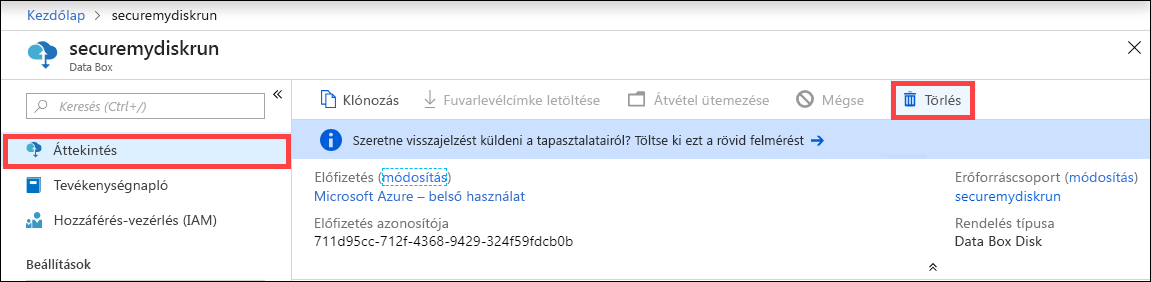 Kezdőlap > securemydiskrun
securemydiskrun
Data Box
Keresés (Ctrl+/)
«
Klónozás
Fuvarlevélcímke letöltése
Átvétel ütemezése
Mégse
Törlés
Áttekintés
Tevékenységnapló
Hozzáférés-vezérlés (IAM)
Beállítások
Szeretne visszajelzést küldeni a tapasztalatairól? Töltse ki ezt a rövid felmérést →
Előfizetés (módosítás)
Microsoft Azure – belső használat
Előfizetés azonosítója
711d95cc-712f-4368-9429-324f59fdcb0b
Erőforráscsoport (módosítás)
securemydiskrun
Rendelés típusa
Data Box Disk